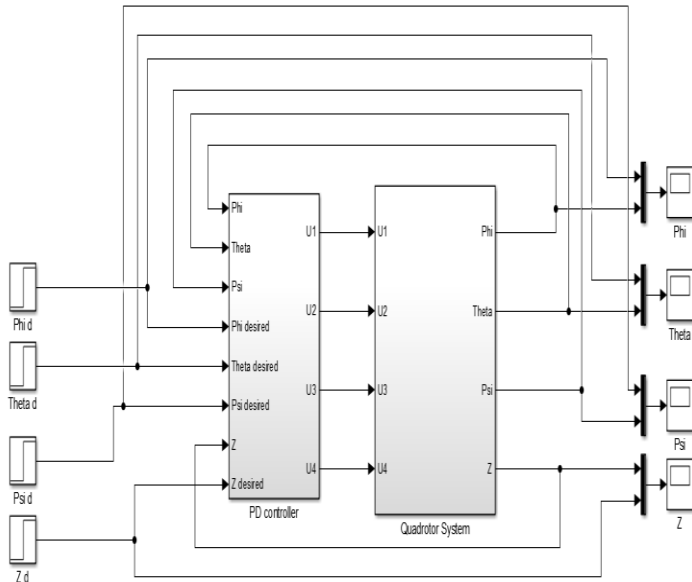 Phi d
Theta d
Psi d
Z d
Phi
Theta
Psi
Phi desired
Theta desired
Psi desired
Z
Z desired
U1
U2
U3
U4
PD controller
U1
U2
U3
U4
Phi
Theta
Psi
Z
Quadrotor System
Phi
Theta
Psi
Z